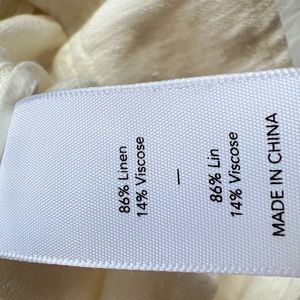 86% Linen
14% Viscose
—
86% Lin
14% Viscose
MADE IN CHINA